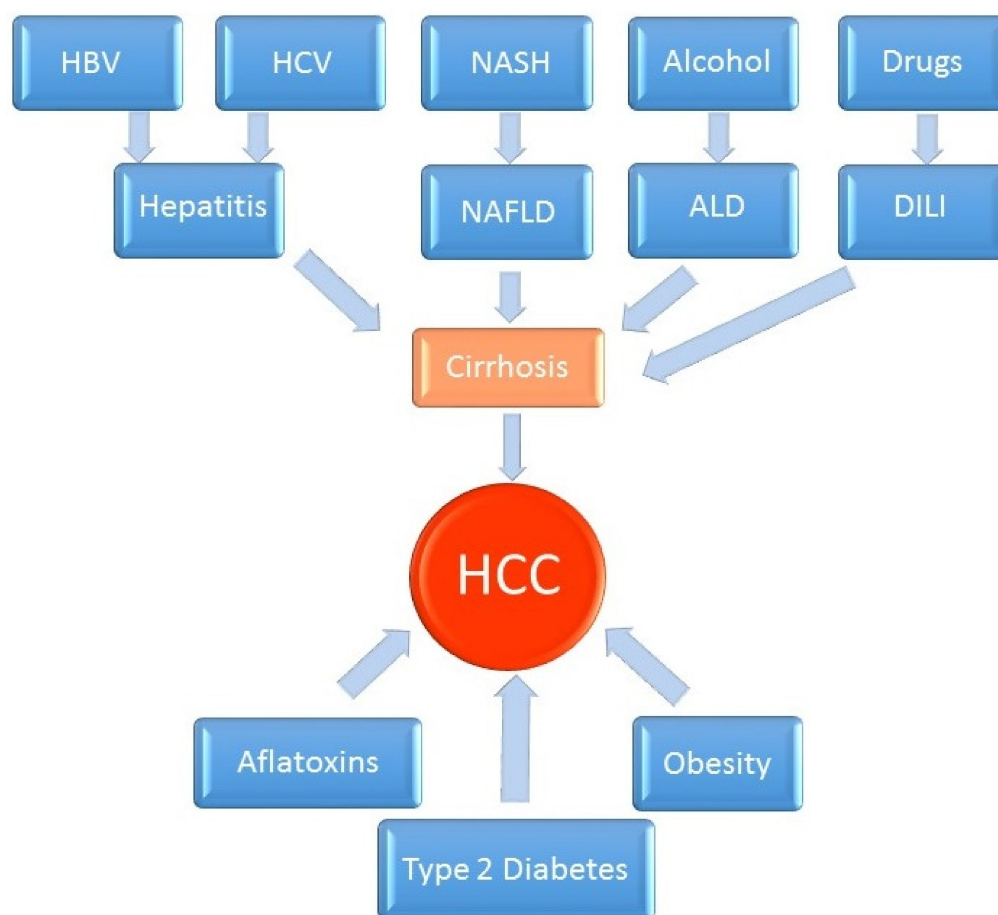 HBV
HCV
NASH
Alcohol
Drugs
Hepatitis
NAFLD
ALD
DILI
Cirrhosis
HCC
Aflatoxins
Obesity
Type 2 Diabetes